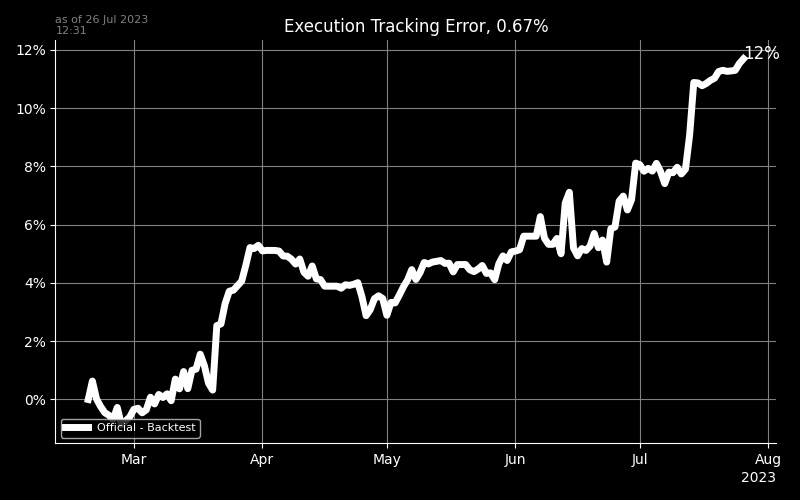 as of 26 Jul 2023
12:31
Execution Tracking Error, 0.67%
12%
12%
10%
8%
6%
4%
2%
0%
Official - Backtest
Mar
Apr
May
Jun
Jul
Aug
2023